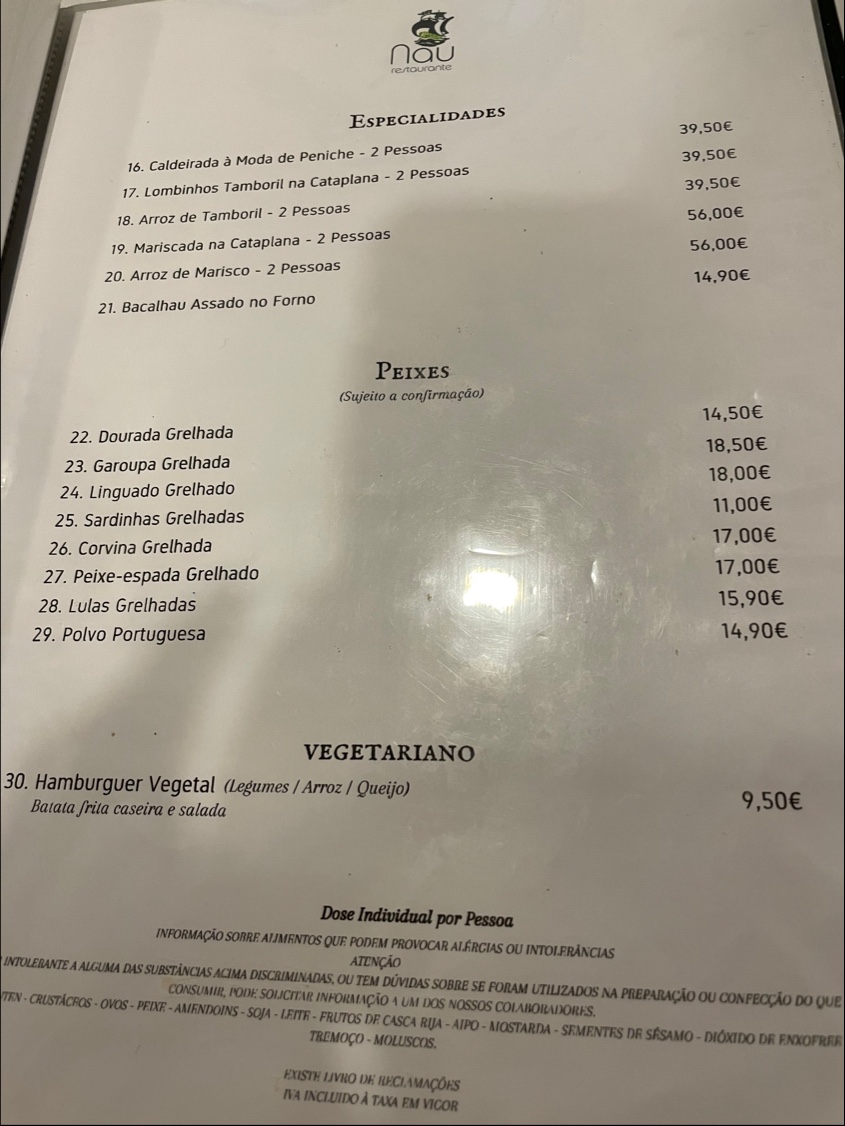 nau
restaurante
ESPECIALIDADES
16. Caldeirada à Moda de Peniche - 2 Pessoas 39,50€
17. Lombinhos Tamboril na Cataplana - 2 Pessoas 39,50€
18. Arroz de Tamboril - 2 Pessoas 39,50€
19. Mariscada na Cataplana - 2 Pessoas 56,00€
20. Arroz de Marisco - 2 Pessoas 56,00€
21. Bacalhau Assado no Forno 14,90€
PEIXES
(Sujeito a confirmação)
22. Dourada Grelhada 14,50€
23. Garoupa Grelhada 18,50€
24. Linguado Grelhado 18,00€
25. Sardinhas Grelhadas 11,00€
26. Corvina Grelhada 17,00€
27. Peixe-espada Grelhado 17,00€
28. Lulas Grelhadas 15,90€
29. Polvo Portuguesa 14,90€
VEGETARIANO
30. Hamburguer Vegetal (Legumes / Arroz / Queijo) 9,50€
Batata frita caseira e salada
Dose Individual por Pessoa
INFORMAÇÃO SOBRE ALIMENTOS QUE PODEM PROVOCAR ALÉRGIAS OU INTOLERÂNCIAS
ATENÇÃO
INTOLERANTE A ALGUMA DAS SUBSTÂNCIAS ACIMA DISCRIMINADAS, OU TEM DÚVIDAS SOBRE SE FORAM UTILIZADOS NA PREPARAÇÃO OU CONFECÇÃO DO QUE
CONSUMIR, PODE SOLICITAR INFORMAÇÃO A UM DOS NOSSOS COLABORADORES.
TEN - CRUSTÁCEOS - OVOS - PEIXE - AMENDOINS - SOJA - LEITE - FRUTOS DE CASCA RIJA - AIPO - MOSTARDA - SEMENTES DE SÉSAMO - DIÓXIDO DE ENXOFRE E
TREMOÇO - MOLUSCOS.
EXISTE LIVRO DE RECLAMAÇÕES
IVA INCLUIDO À TAXA EM VIGOR